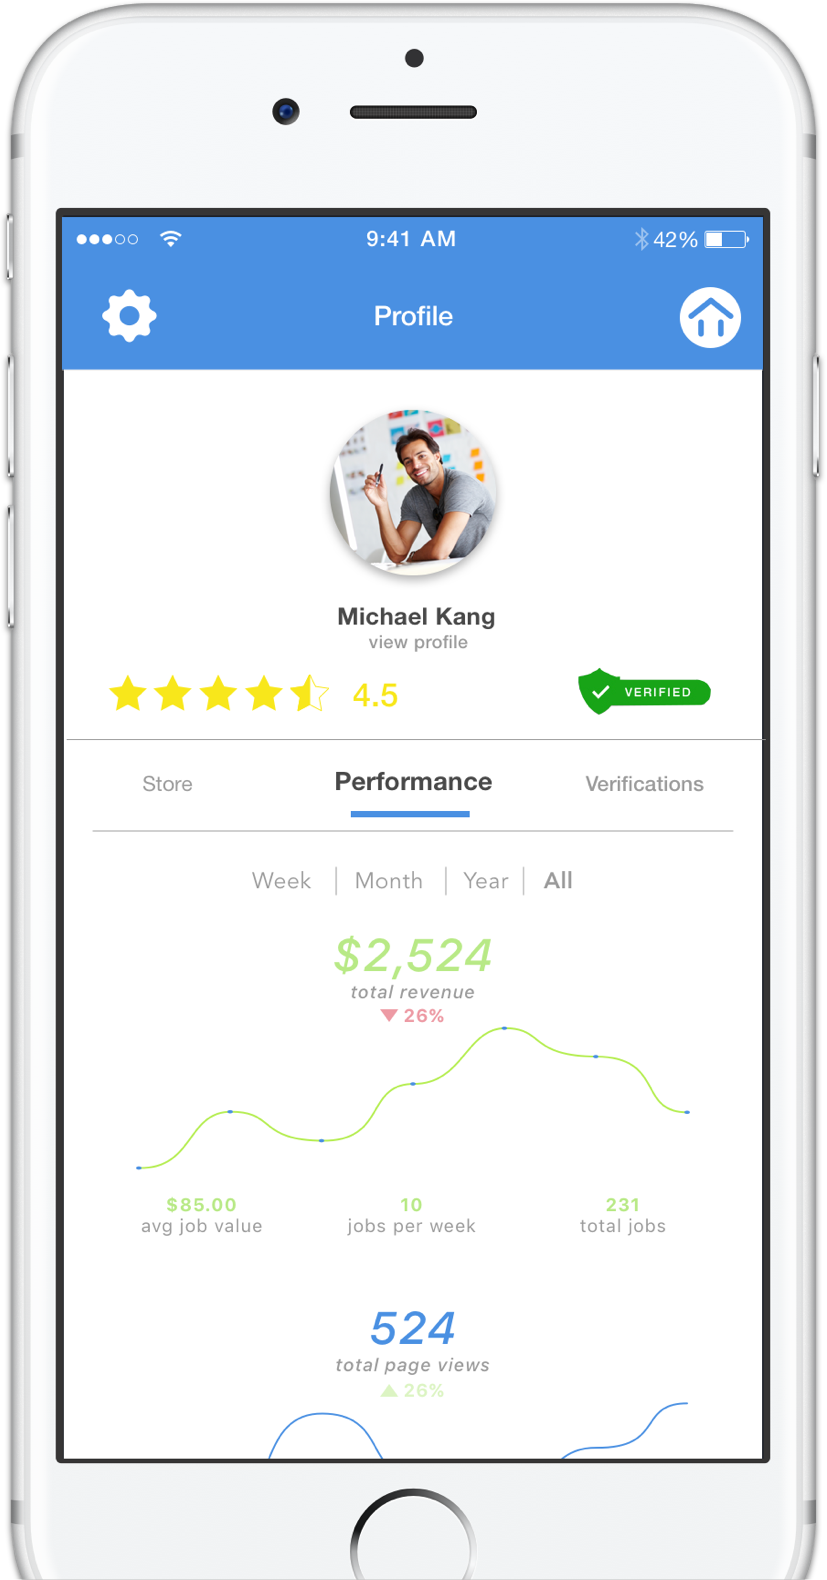 9:41 AM 42%
Profile
Michael Kang
view profile
4.5 VERIFIED
Store Performance Verifications
Week | Month | Year | All
$2,524
total revenue
▼ 26%
$85.00 10 231
avg job value jobs per week total jobs
524
total page views
▲ 26%